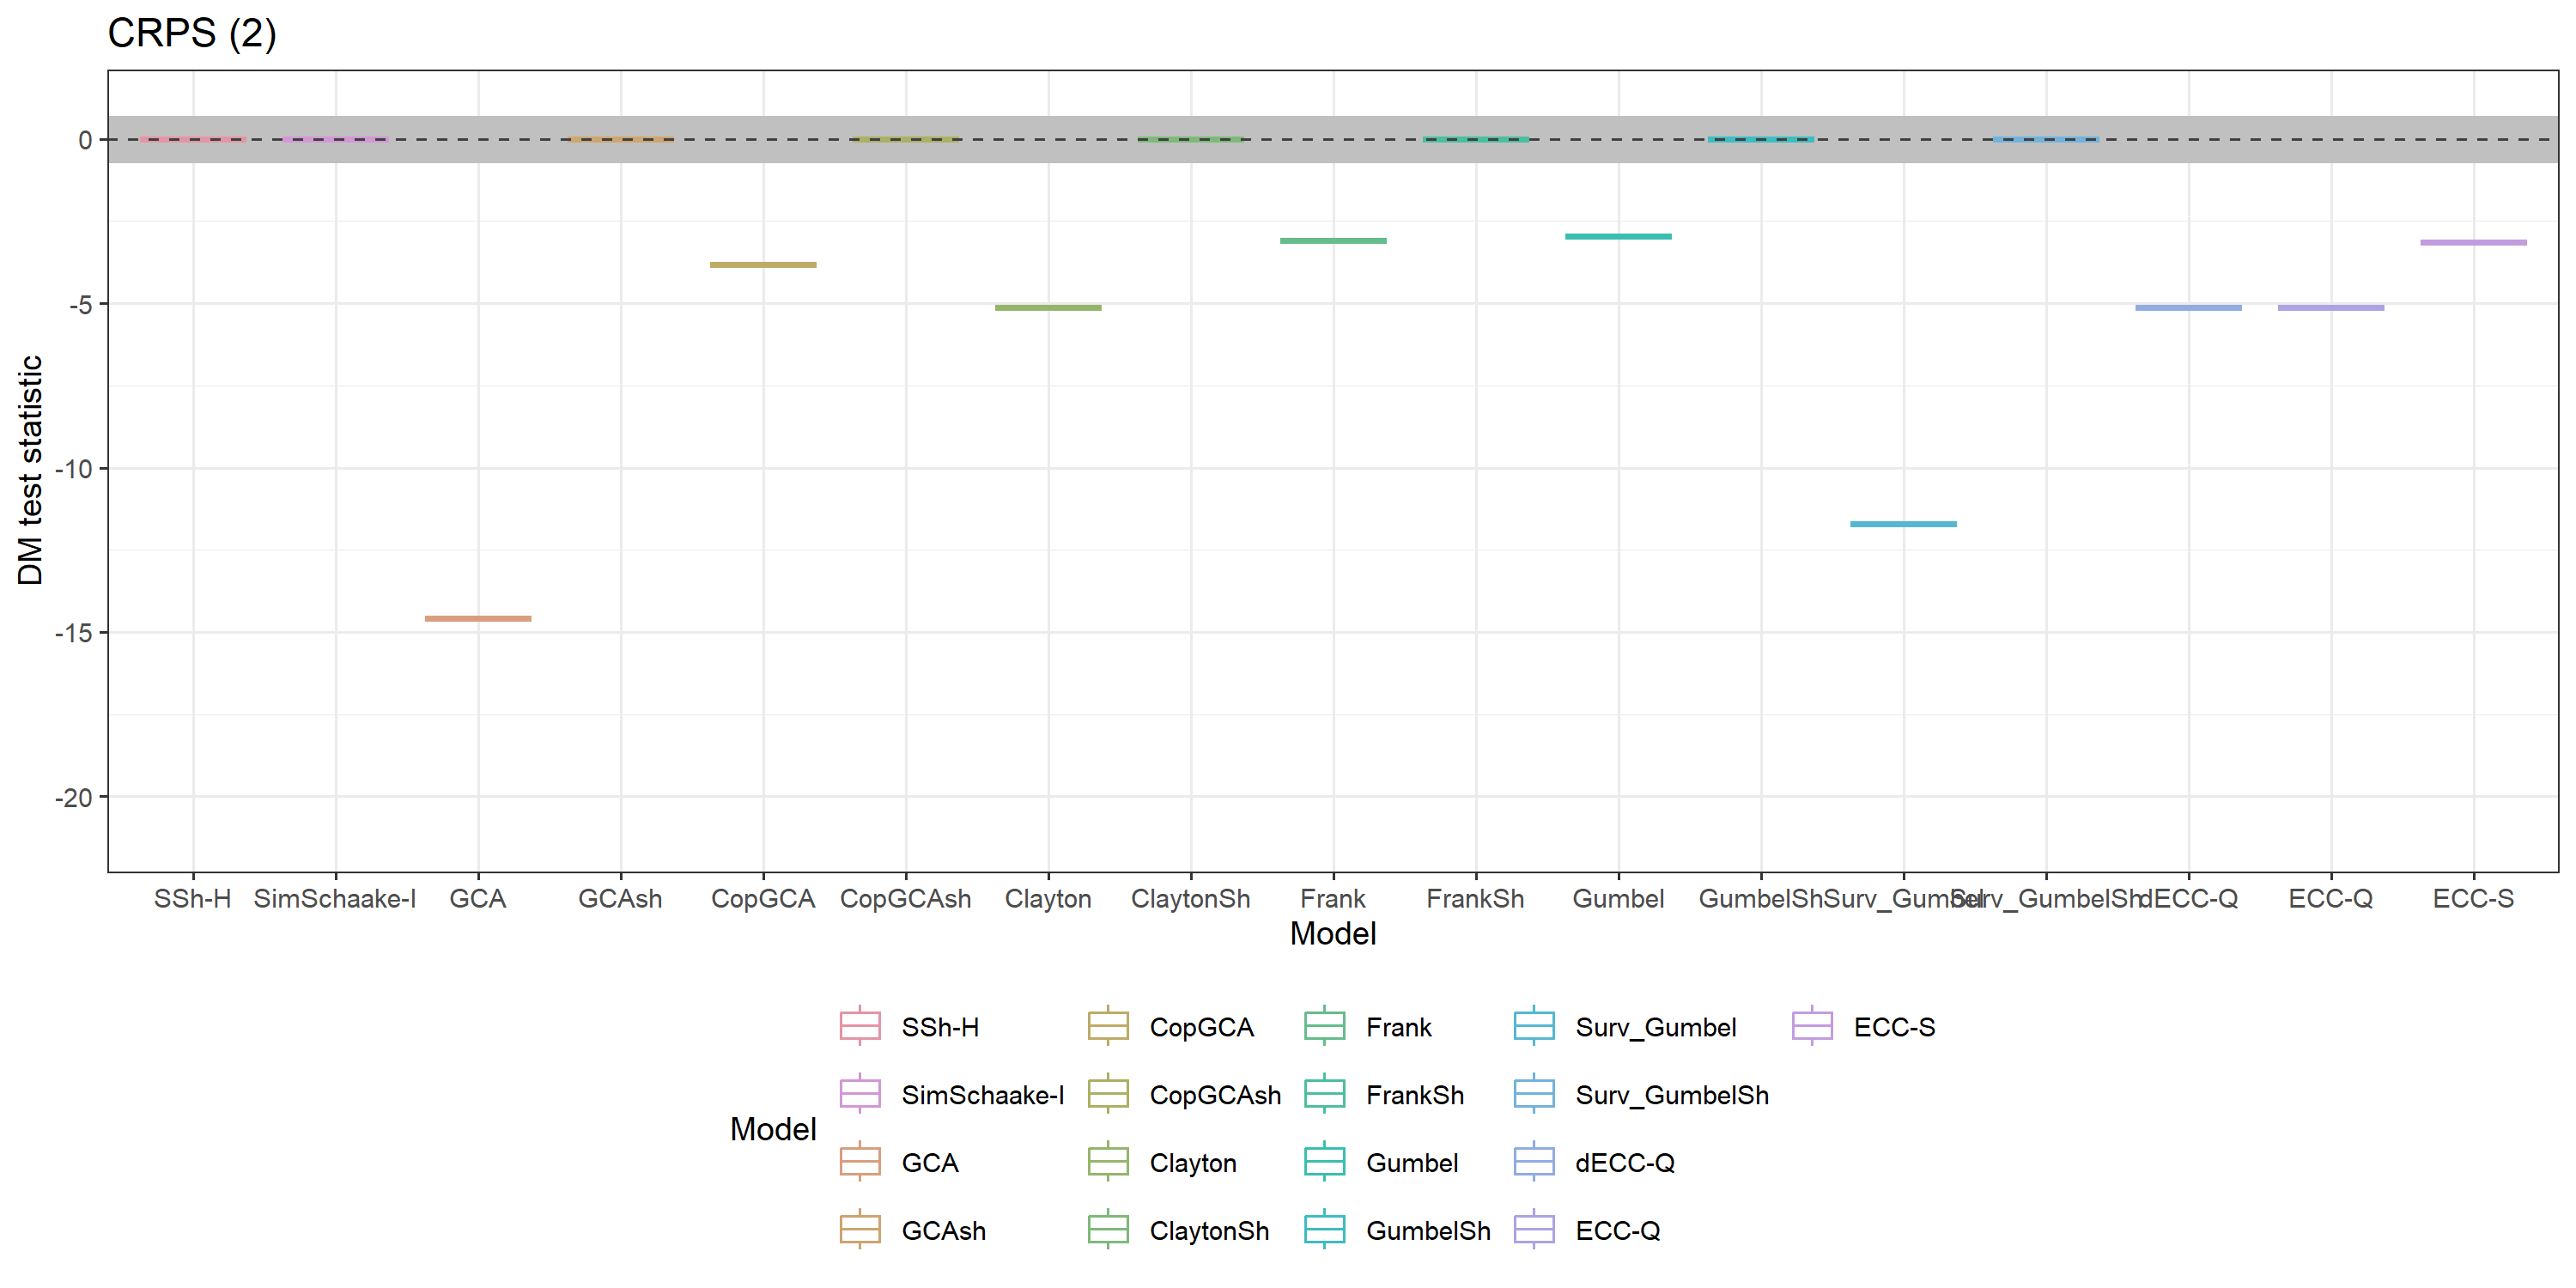 CRPS (2)
DM test statistic
0
-5
-10
-15
-20
SSh-H SimSchaake-I GCA GCAsh CopGCA CopGCAsh Clayton ClaytonSh Frank FrankSh Gumbel GumbelSh Surv_Gumbel Surv_GumbelSh dECC-Q ECC-Q ECC-S
Model
Model
SSh-H CopGCA Frank Surv_Gumbel ECC-S
SimSchaake-I CopGCAsh FrankSh Surv_GumbelSh
GCA Clayton Gumbel dECC-Q
GCAsh ClaytonSh GumbelSh ECC-Q